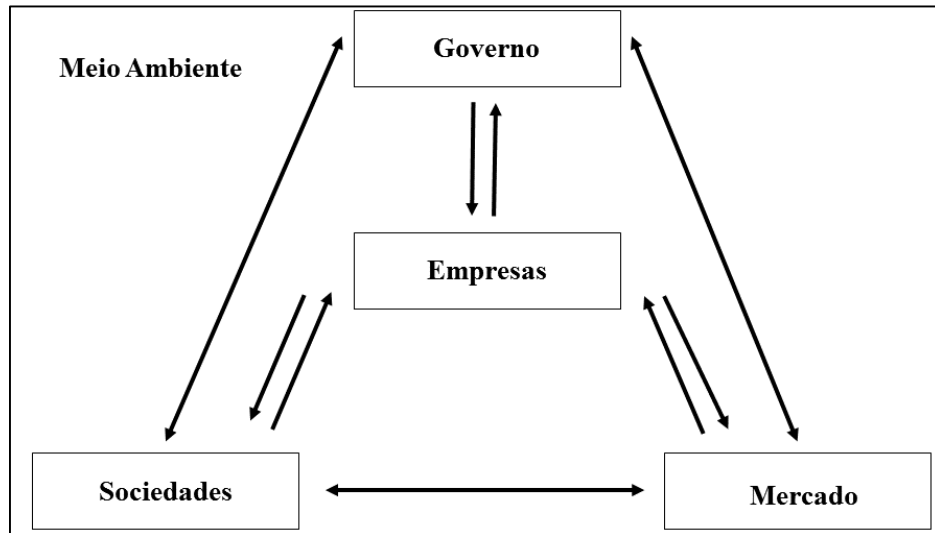 Governo
Meio Ambiente
Empresas
Sociedades
Mercado